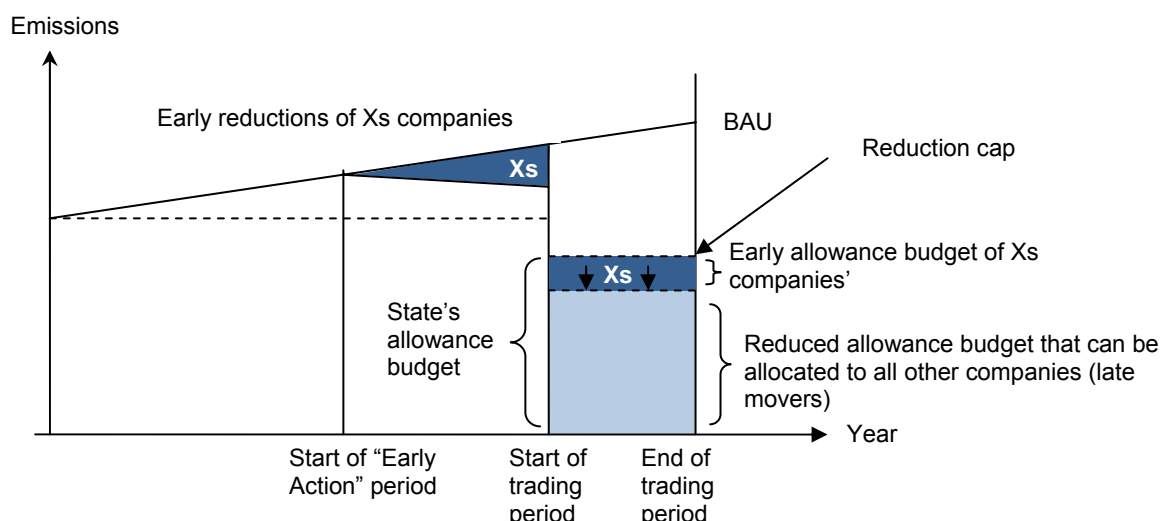 Emissions
Early reductions of Xs companies
BAU
Reduction cap
Xs
Early allowance budget of Xs
companies’
Xs
State’s
allowance
budget
Reduced allowance budget that can be
allocated to all other companies (late
movers)
Year
Start of “Early
Action” period
Start of
trading
period
End of
trading
period